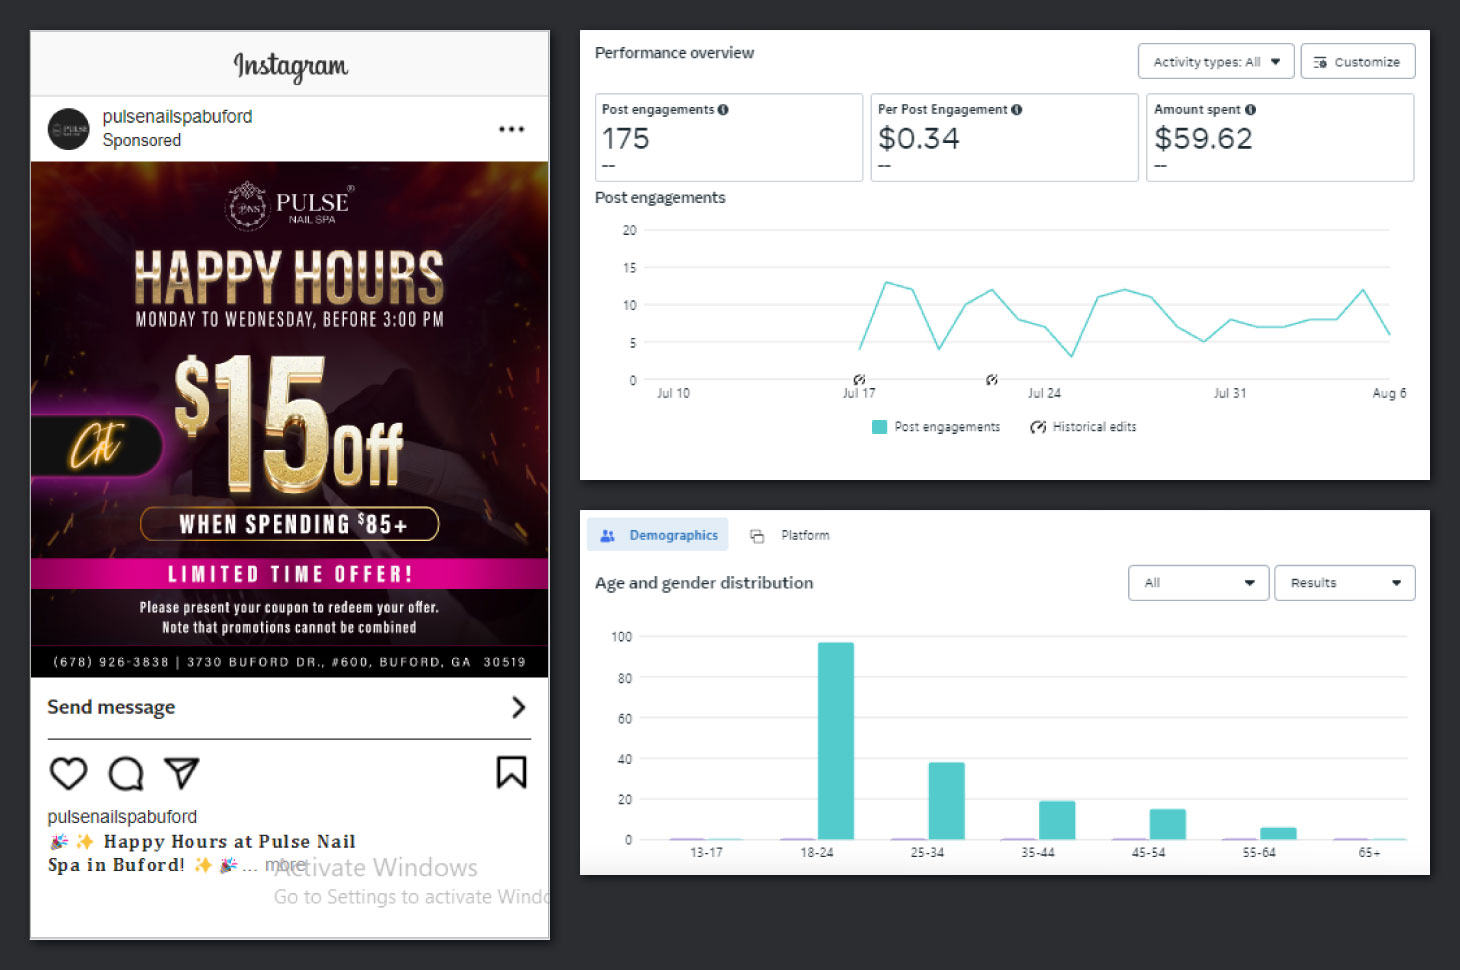 Instagram
pulsenailspabuford
Sponsored
PULSE
PNS
PULSE®
NAIL SPA
HAPPY HOURS
MONDAY TO WEDNESDAY, BEFORE 3:00 PM
$15 Off
WHEN SPENDING $85+
LIMITED TIME OFFER!
Please present your coupon to redeem your offer.
Note that promotions cannot be combined
(678) 926-3838 | 3730 BUFORD DR., #600, BUFORD, GA 30519
Send message
pulsenailspabuford
🎉 ✨ Happy Hours at Pulse Nail
Spa in Buford! ✨ 🎉 ... more
Activate Windows
Go to Settings to activate Windo
Performance overview
Activity types: All
Customize
Post engagements
175
--
Per Post Engagement
$0.34
--
Amount spent
$59.62
--
Post engagements
20
15
10
5
0
Jul 10 Jul 17 Jul 24 Jul 31 Aug 6
Post engagements Historical edits
Demographics Platform
Age and gender distribution
All
Results
100
80
60
40
20
0
13-17 18-24 25-34 35-44 45-54 55-64 65+